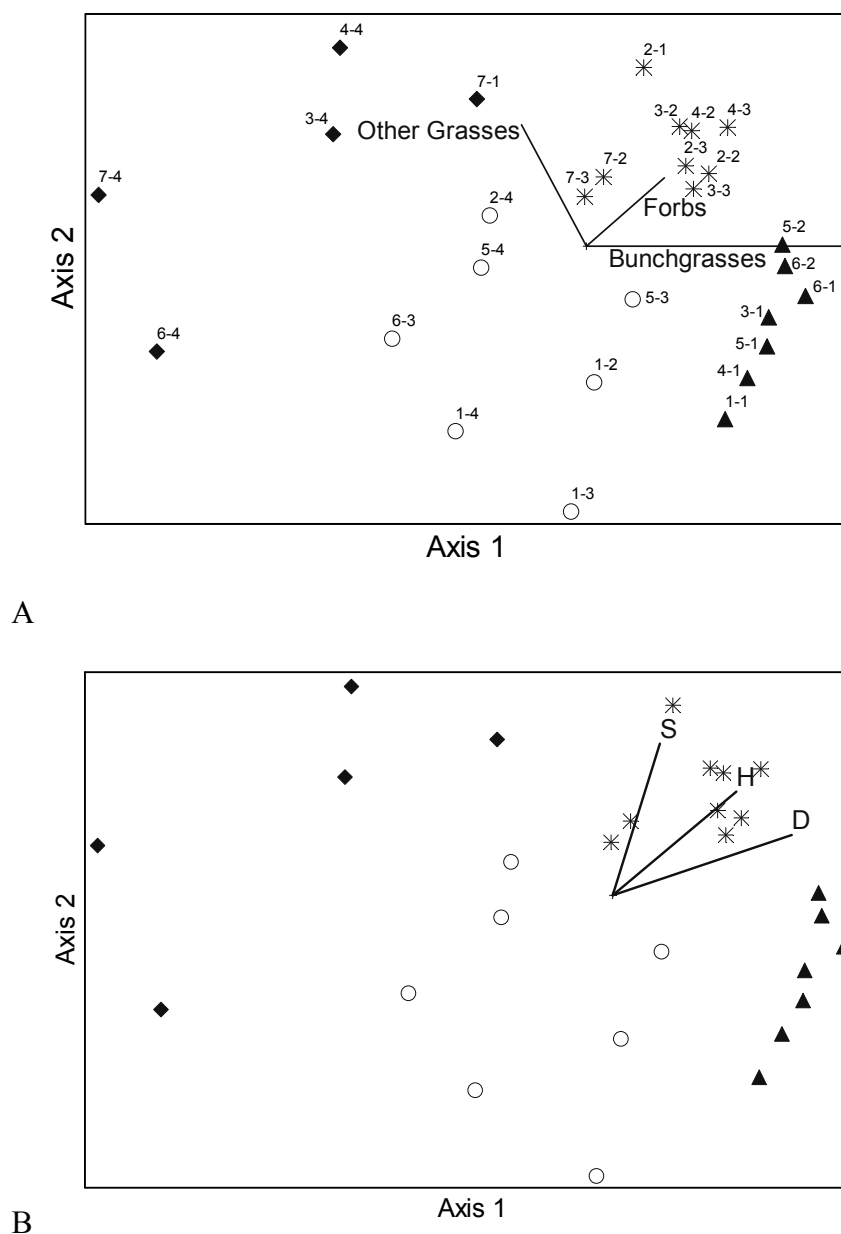 4-4
2-1
7-1
3-2 4-2 4-3
Other Grasses
3-4
2-3 2-2
7-2
7-3
3-3
7-4
2-4
Forbs
5-2
Bunchgrasses
6-2
5-4
6-1
5-3
3-1
6-3
5-1
6-4
1-2
4-1
1-4
1-1
1-3
Axis 2
Axis 1
A
S
H
D
Axis 2
Axis 1
B